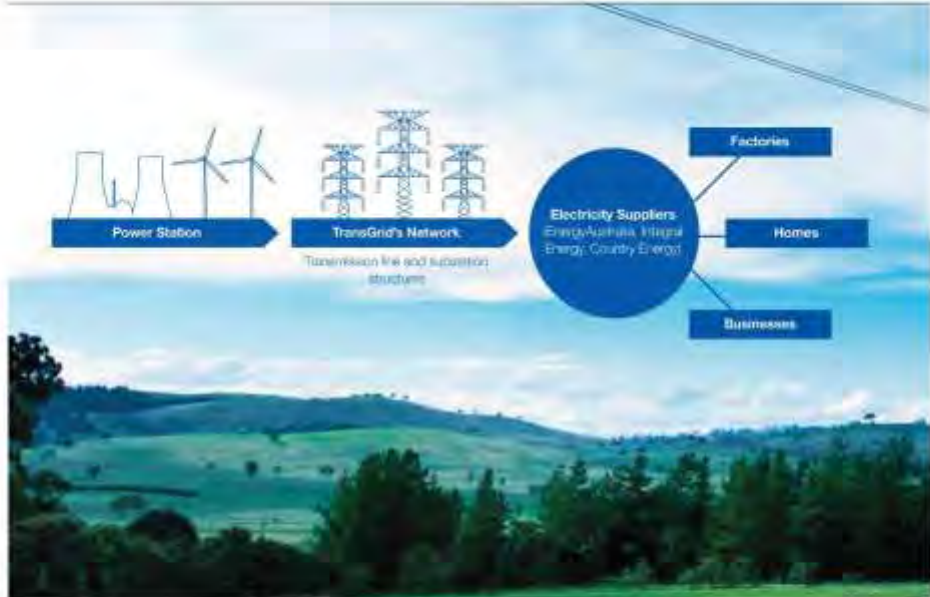 Power Station
TransGrid's Network
Transmission line and substation
structures
Electricity Suppliers
(EnergyAustralia, Integral
Energy, Country Energy)
Factories
Homes
Businesses